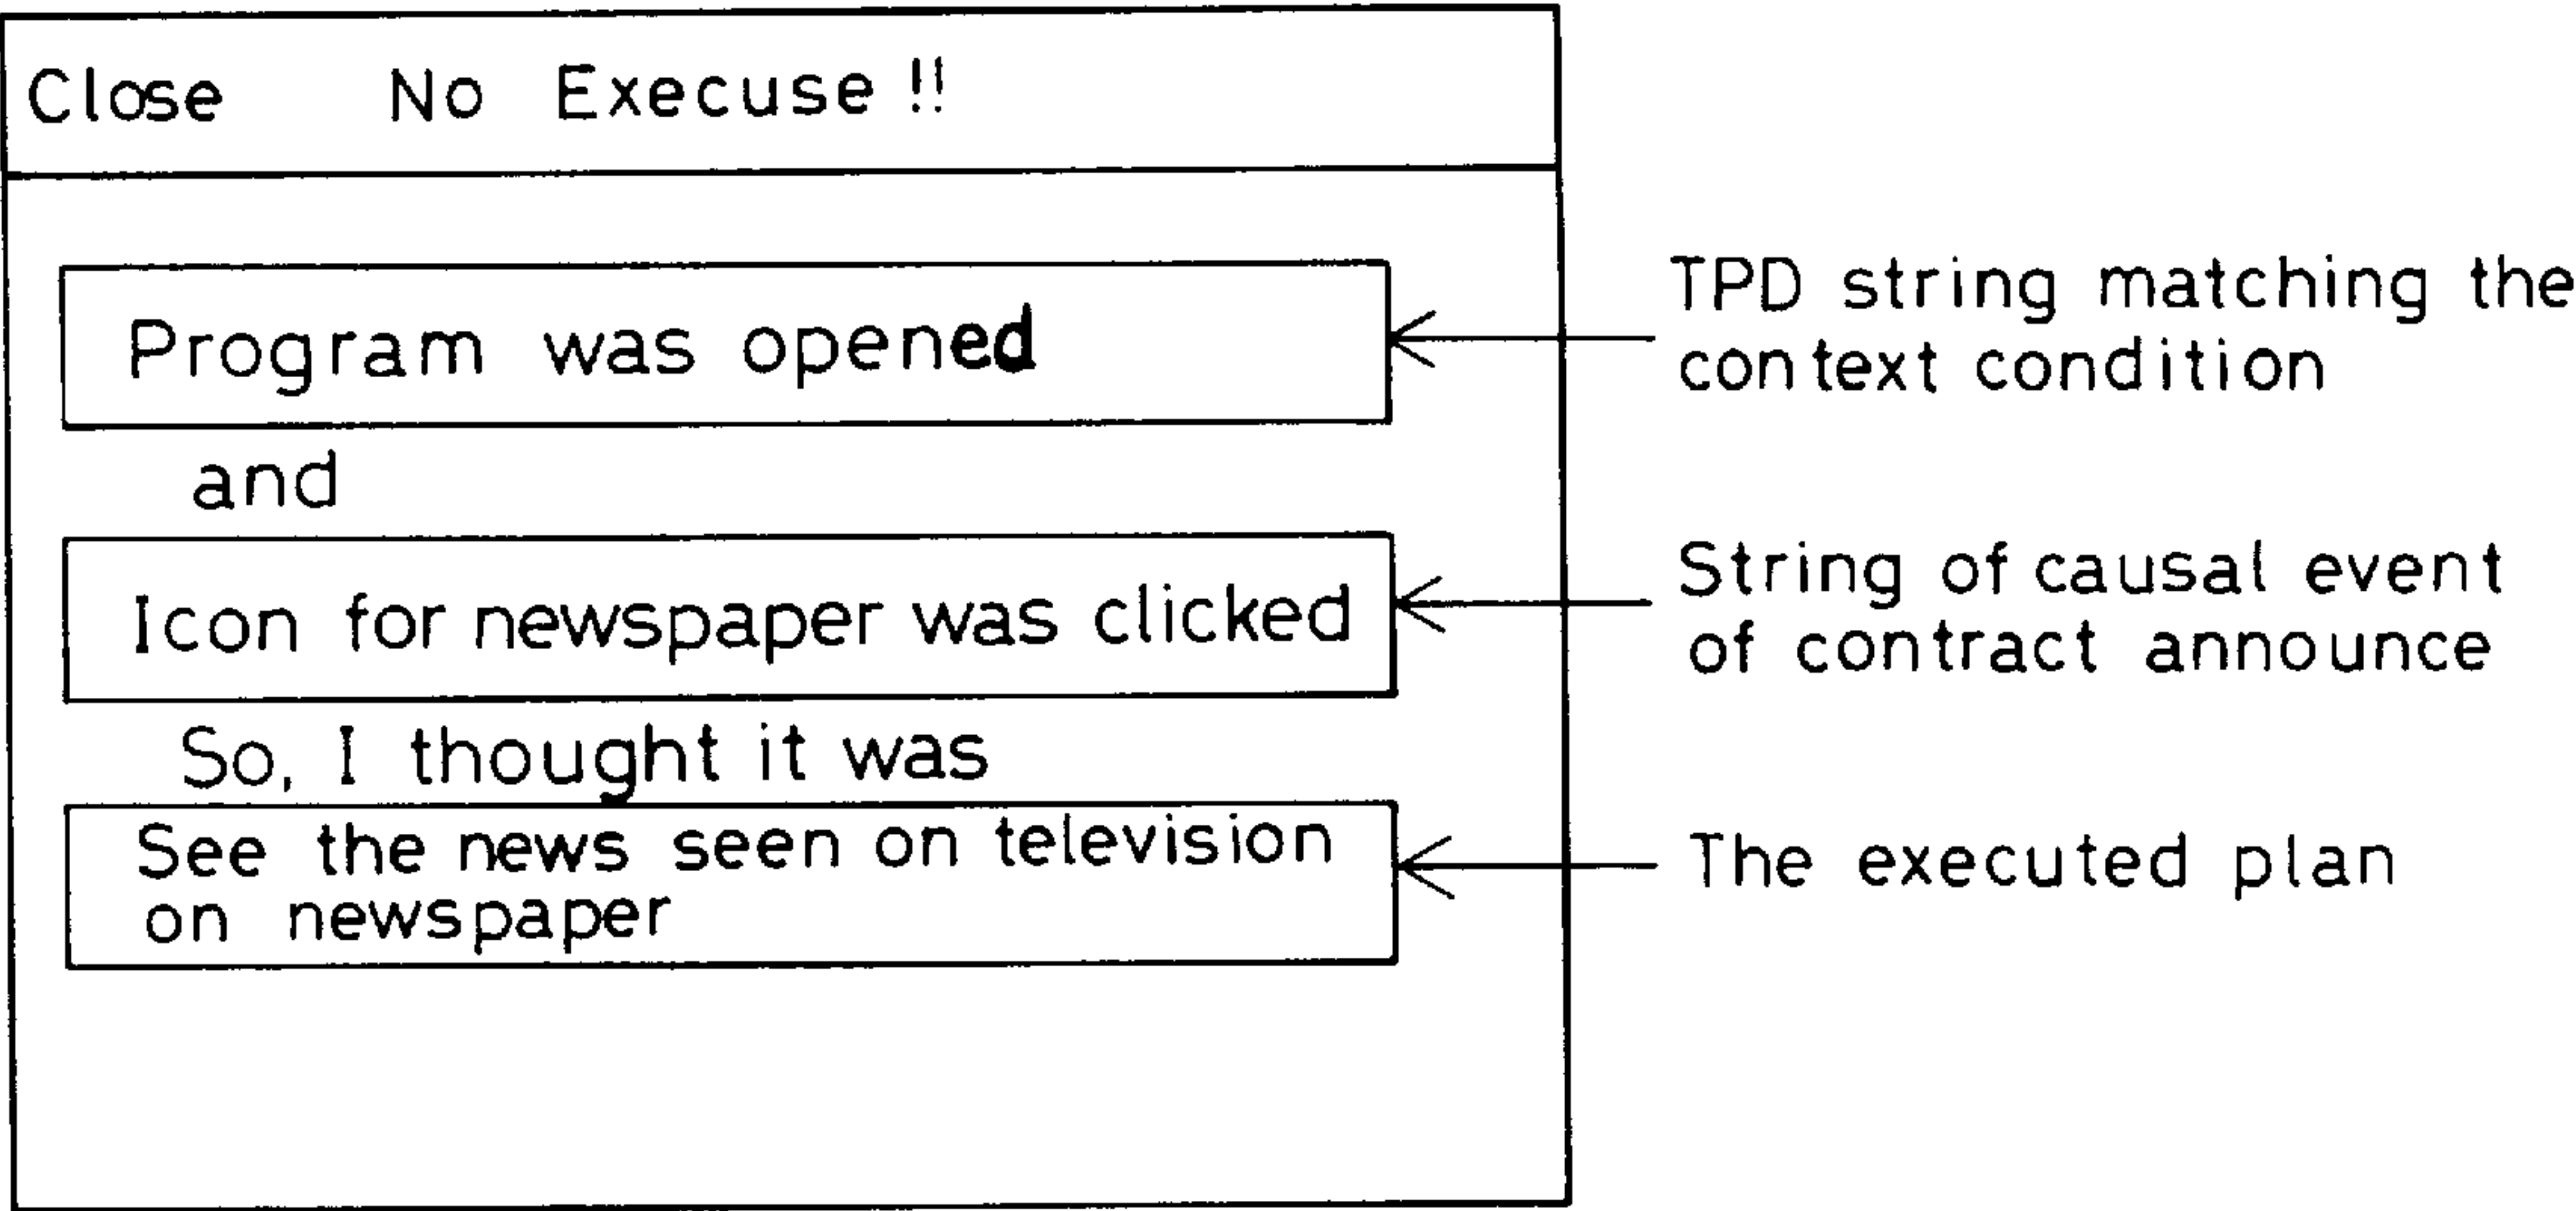 Close No Execuse !!
Program was opened
TPD string matching the
context condition
and
Icon for newspaper was clicked
String of causal event
of contract announce
So, I thought it was
See the news seen on television
on newspaper
The executed plan